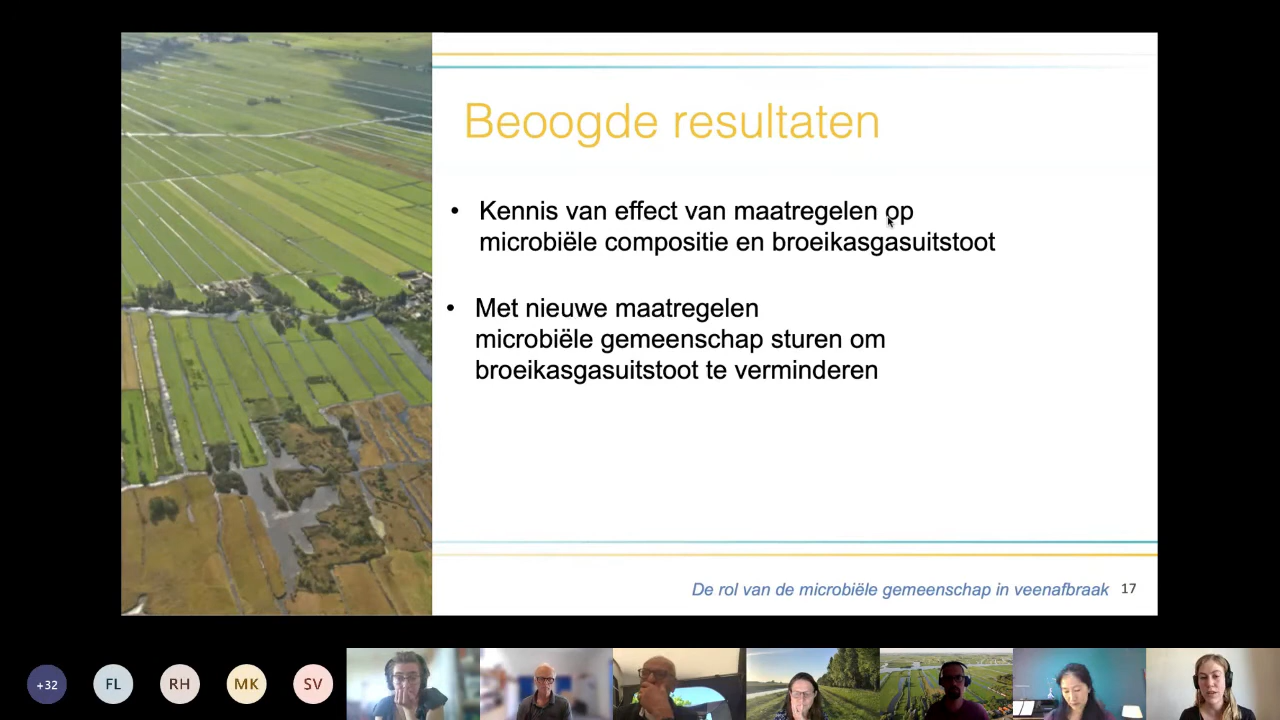 Beoogde resultaten
• Kennis van effect van maatregelen op
microbiële compositie en broeikasgasuitstoot
• Met nieuwe maatregelen
microbiële gemeenschap sturen om
broeikasgasuitstoot te verminderen
De rol van de microbiële gemeenschap in veenafbraak 17
+32 FL RH MK SV